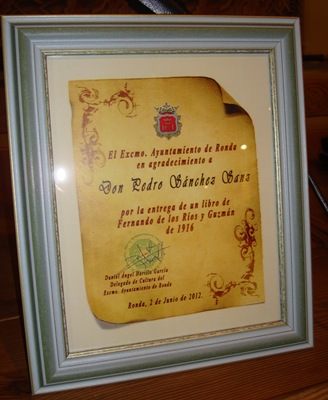 El Excmo. Ayuntamiento de Ronda
en agradecimiento a
Don Pedro Sánchez Sanz
por la entrega de un libro de
Fernando de los Ríos y Guzmán
de 1916
Daniel Ángel Harillo García
Delegado de Cultura del
Excmo. Ayuntamiento de Ronda
Ronda, 2 de Junio de 2012.